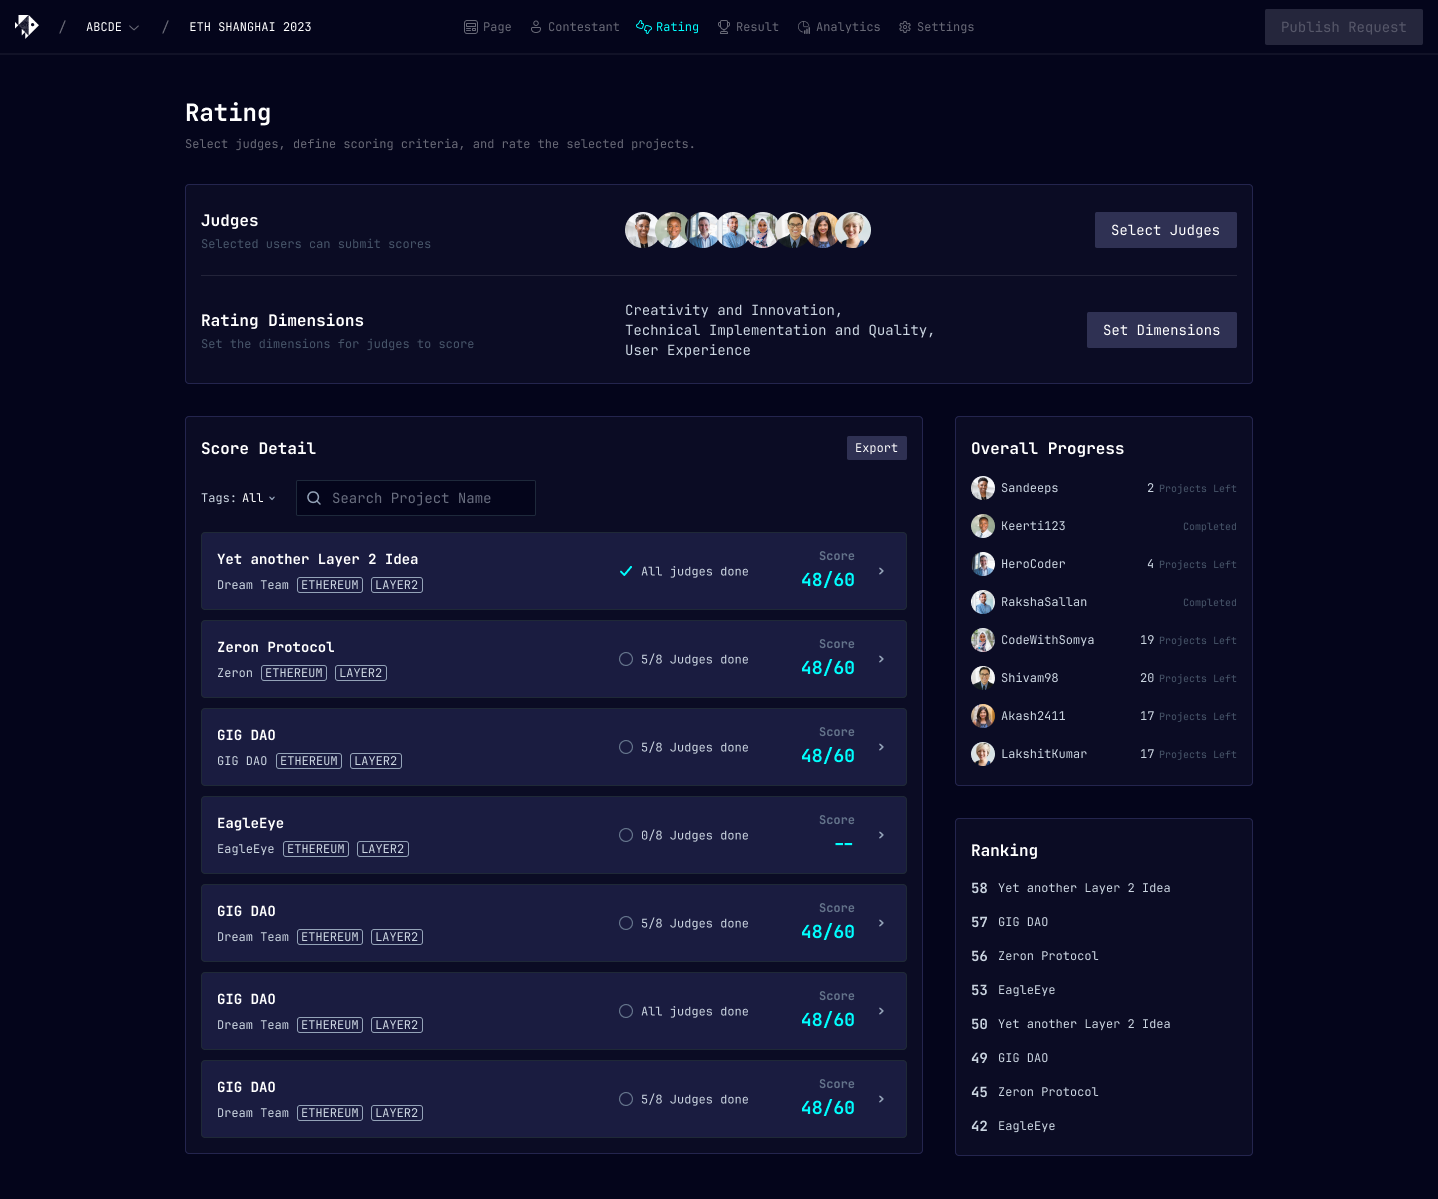 / ABCDE / ETH SHANGHAI 2023
Page Contestant Rating Result Analytics Settings
Publish Request
Rating
Select judges, define scoring criteria, and rate the selected projects.
Judges
Selected users can submit scores
Select Judges
Rating Dimensions
Set the dimensions for judges to score
Creativity and Innovation,
Technical Implementation and Quality,
User Experience
Set Dimensions
Score Detail
Export
Tags: All
Search Project Name
Yet another Layer 2 Idea
Dream Team ETHEREUM LAYER2
All judges done
Score
48/60
Zeron Protocol
Zeron ETHEREUM LAYER2
5/8 Judges done
Score
48/60
GIG DAO
GIG DAO ETHEREUM LAYER2
5/8 Judges done
Score
48/60
EagleEye
EagleEye ETHEREUM LAYER2
0/8 Judges done
Score
--
GIG DAO
Dream Team ETHEREUM LAYER2
5/8 Judges done
Score
48/60
GIG DAO
Dream Team ETHEREUM LAYER2
All judges done
Score
48/60
GIG DAO
Dream Team ETHEREUM LAYER2
5/8 Judges done
Score
48/60
Overall Progress
Sandeeps 2 Projects Left
Keerti123 Completed
HeroCoder 4 Projects Left
RakshaSallan Completed
CodeWithSomya 19 Projects Left
Shivam98 20 Projects Left
Akash2411 17 Projects Left
LakshitKumar 17 Projects Left
Ranking
58 Yet another Layer 2 Idea
57 GIG DAO
56 Zeron Protocol
53 EagleEye
50 Yet another Layer 2 Idea
49 GIG DAO
45 Zeron Protocol
42 EagleEye